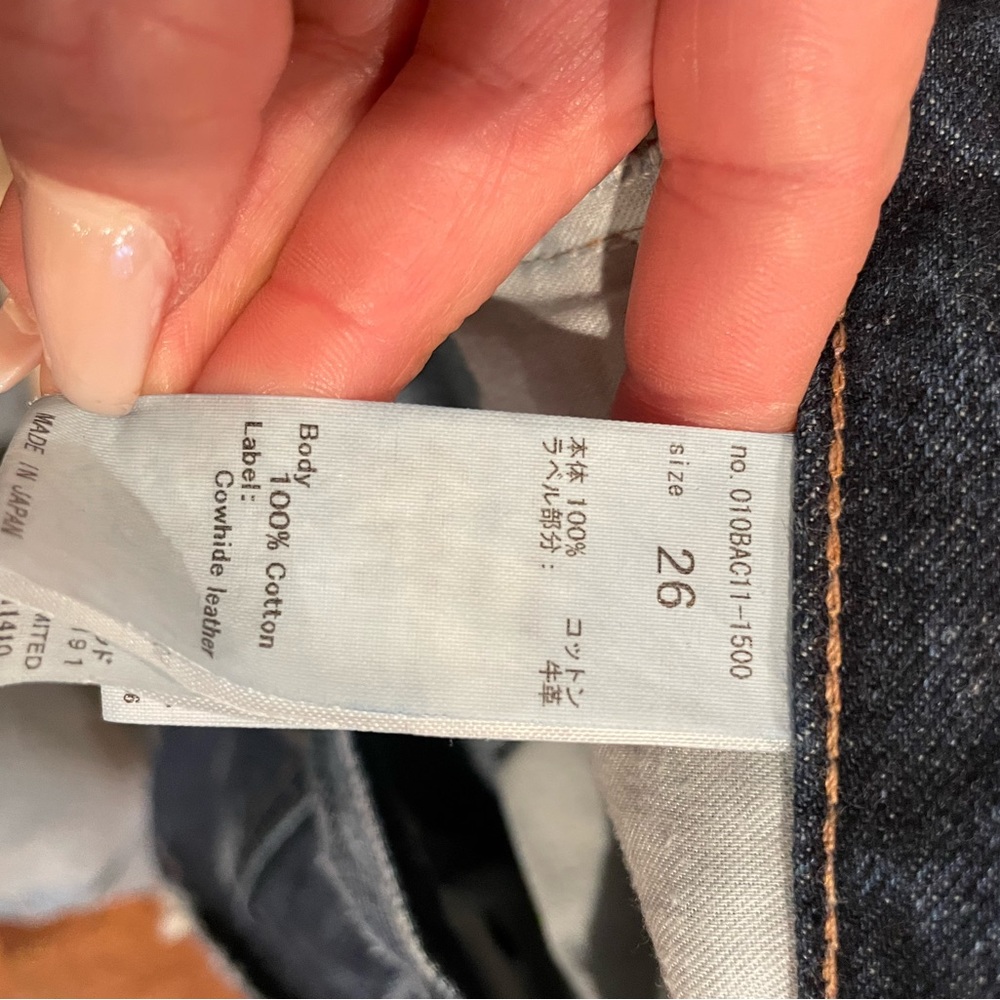 no. 010BAC11-1500
size 26
本体 100% コットン
ラベル部分: 牛革
Body
100% Cotton
Label:
Cowhide leather
MADE IN JAPAN